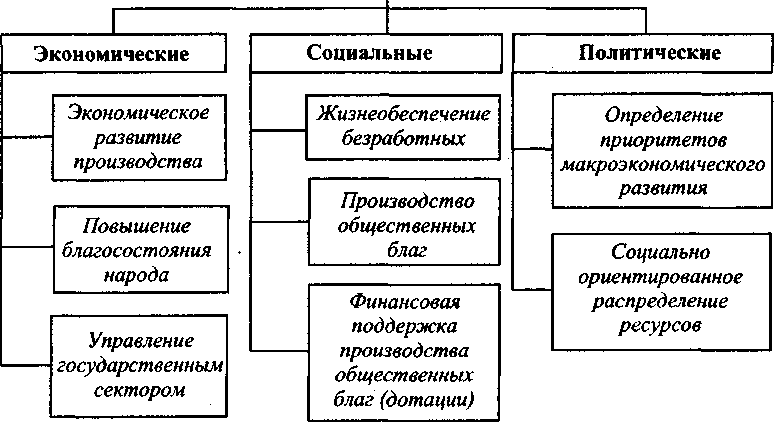 Экономические
Социальные
Политические
Экономическое
развитие
производства
Повышение
благосостояния
народа
Управление
государственным
сектором
Жизнеобеспечение
безработных
Производство
общественных
благ
Финансовая
поддержка
производства
общественных
благ (дотации)
Определение
приоритетов
макроэкономического
развития
Социально
ориентированное
распределение
ресурсов